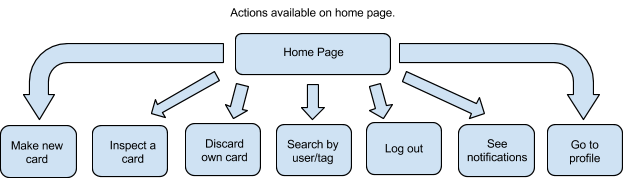 Actions available on home page.
Home Page
Make new
card
Inspect a
card
Discard
own card
Search by
user/tag
Log out
See
notifications
Go to
profile